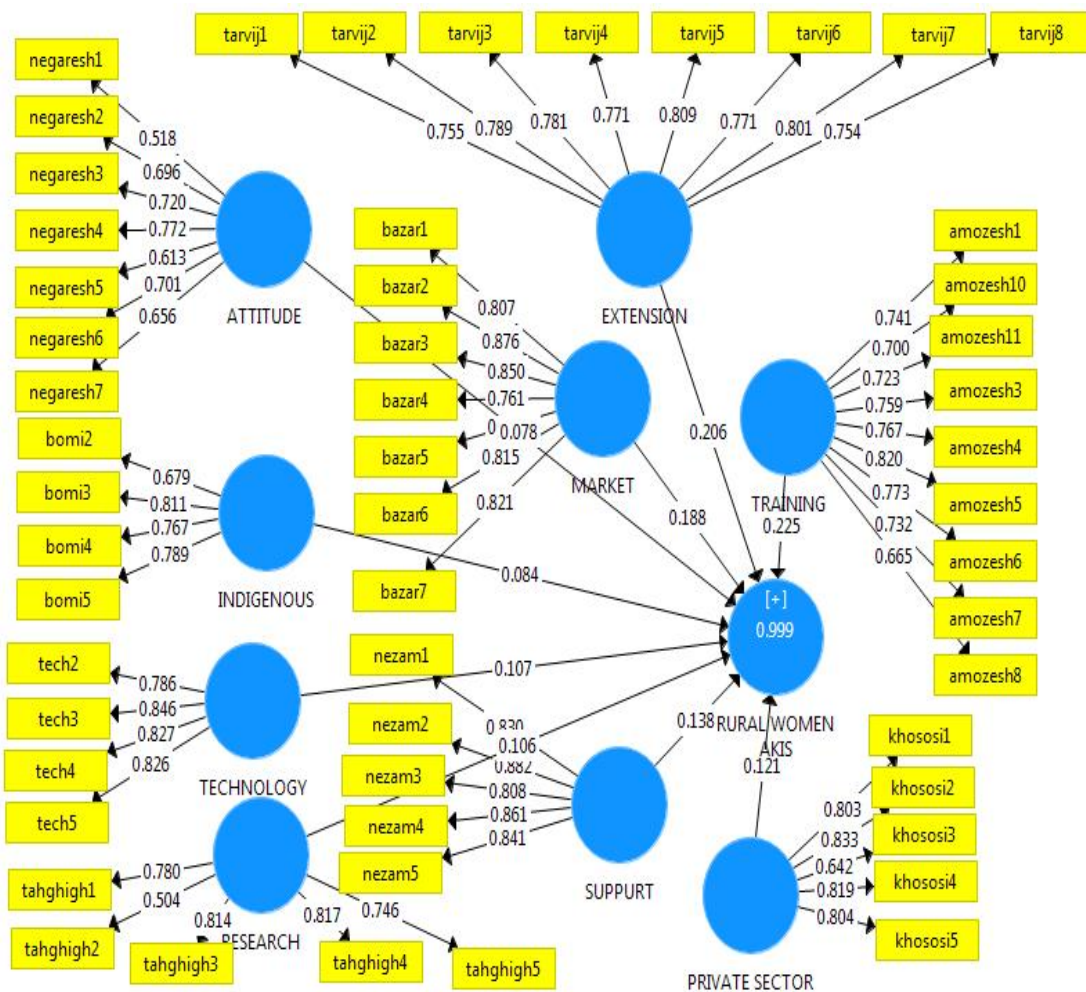 tarvij1
tarvij2
tarvij3
tarvij4
tarvij5
tarvij6
tarvij7
tarvij8
0.755
0.789
0.781
0.771
0.809
0.771
0.801
0.754
EXTENSION
0.206
negaresh1
negaresh2
negaresh3
negaresh4
negaresh5
negaresh6
negaresh7
0.518
0.696
0.720
0.772
0.613
0.701
0.656
ATTITUDE
0.078
bazar1
bazar2
bazar3
bazar4
bazar5
bazar6
bazar7
0.807
0.876
0.850
0.761
0.815
0.821
MARKET
0.188
amozesh1
amozesh10
amozesh11
amozesh3
amozesh4
amozesh5
amozesh6
amozesh7
amozesh8
0.741
0.700
0.723
0.759
0.767
0.820
0.773
0.732
0.665
TRAINING
0.225
bomi2
bomi3
bomi4
bomi5
0.679
0.811
0.767
0.789
INDIGENOUS
0.084
[+]
0.999
RURAL WOMEN
AKIS
tech2
tech3
tech4
tech5
0.786
0.846
0.827
0.826
TECHNOLOGY
0.107
nezam1
nezam2
nezam3
nezam4
nezam5
0.830
0.882
0.808
0.861
0.841
SUPPURT
0.138
tahghigh1
tahghigh2
tahghigh3
tahghigh4
tahghigh5
0.780
0.504
0.814
0.817
0.746
RESEARCH
0.106
khososi1
khososi2
khososi3
khososi4
khososi5
0.803
0.833
0.642
0.819
0.804
PRIVATE SECTOR
0.121